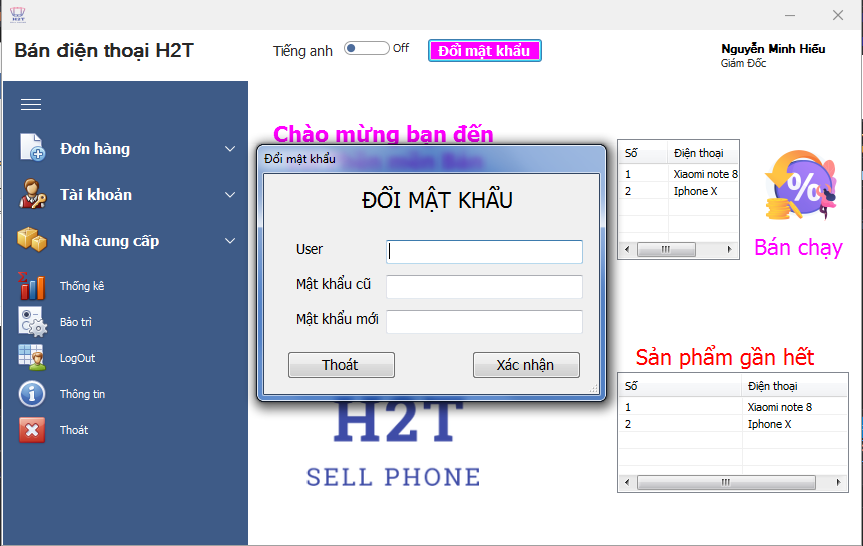 H2T
Bán điện thoại H2T
Tiếng anh
Off
Đổi mật khẩu
Nguyễn Minh Hiếu
Giám Đốc
Đơn hàng
Tài khoản
Nhà cung cấp
Thống kê
Bảo trì
LogOut
Thông tin
Thoát
Chào mừng bạn đến
Đổi mật khẩu
ĐỔI MẬT KHẨU
User
Mật khẩu cũ
Mật khẩu mới
Thoát
Xác nhận
H2T
SELL PHONE
Số Điện thoại
1 Xiaomi note 8
2 Iphone X
%
Bán chạy
Sản phẩm gần hết
Số Điện thoại
1 Xiaomi note 8
2 Iphone X